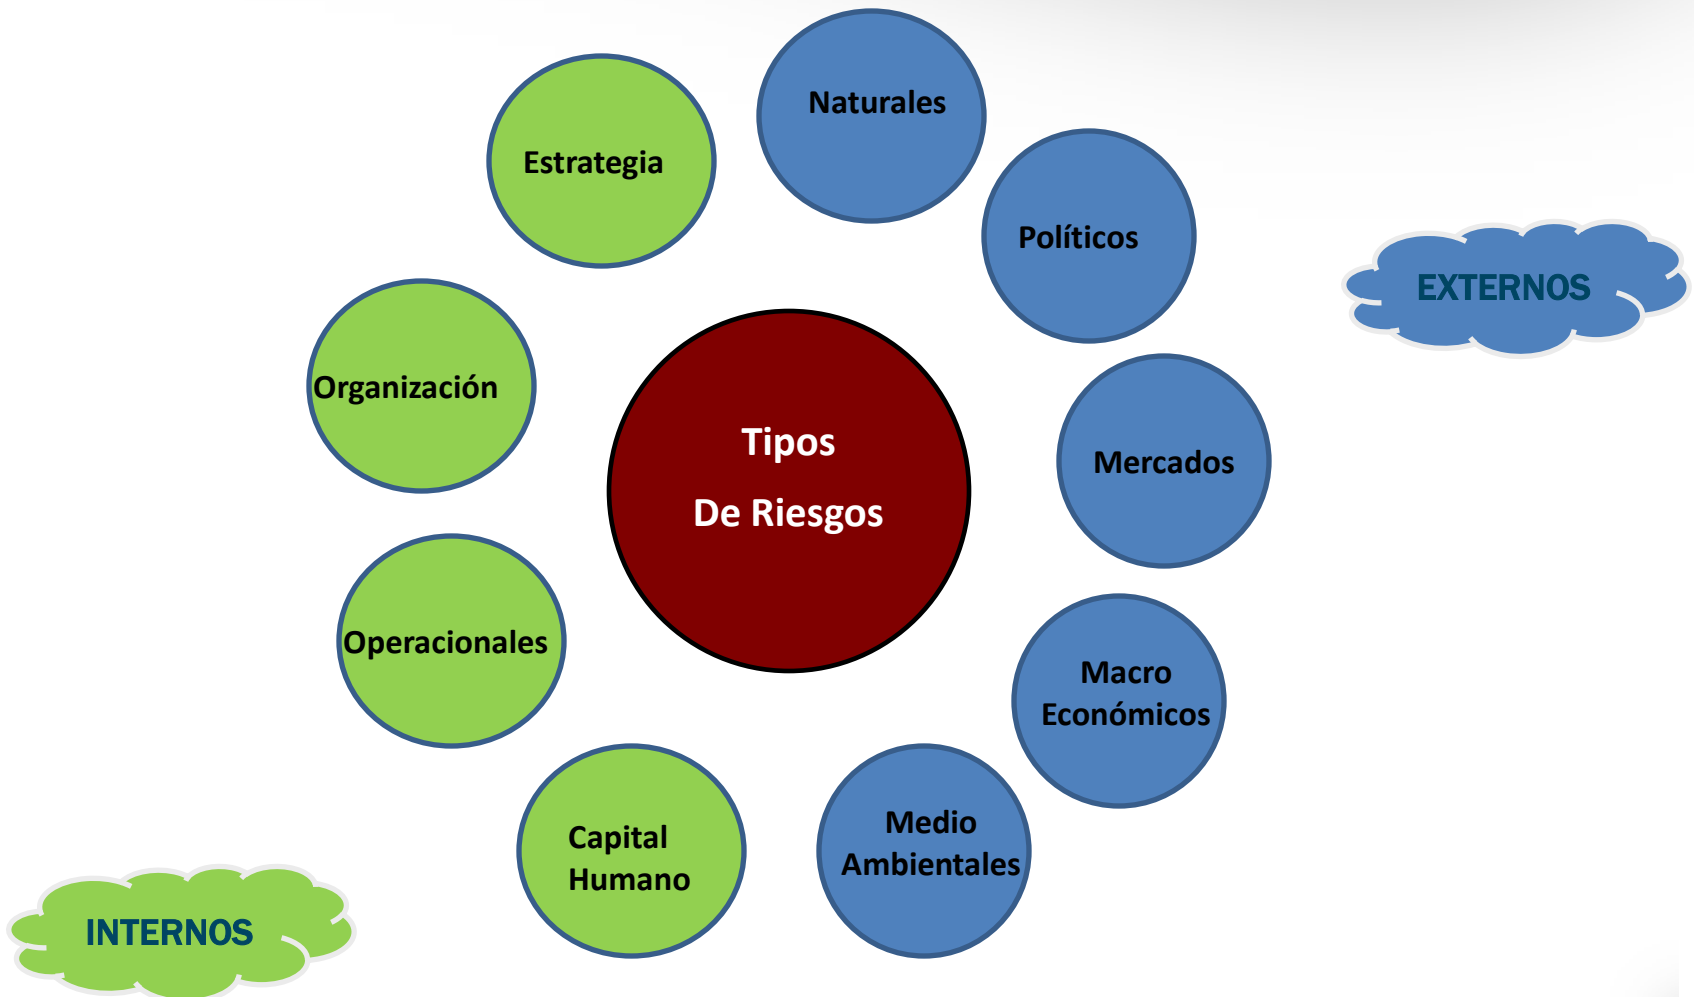 Naturales
Estrategia
Políticos
EXTERNOS
Organización
Tipos
De Riesgos
Mercados
Operacionales
Macro
Económicos
Capital
Humano
Medio
Ambientales
INTERNOS